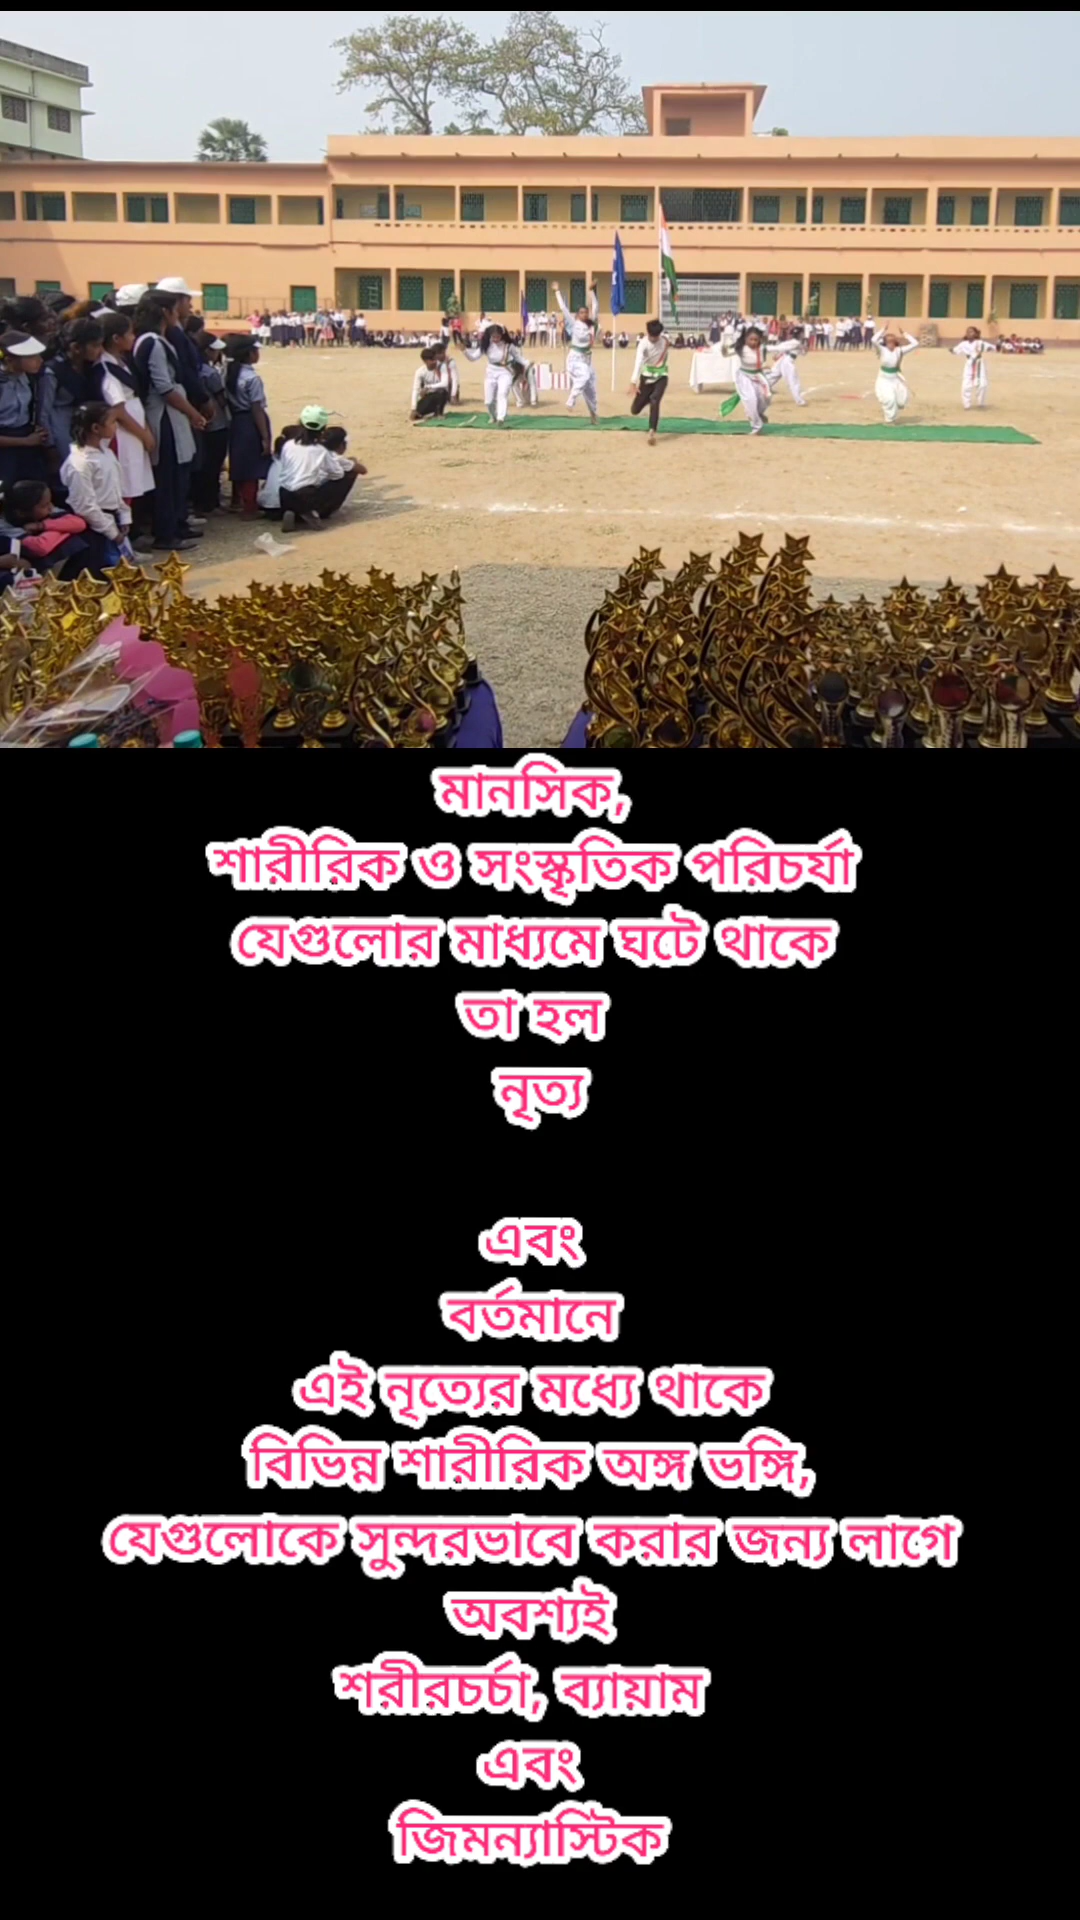 মানসিক,
শারীরিক ও সংস্কৃতিক পরিচর্যা
যেগুলোর মাধ্যমে ঘটে থাকে
তা হল
নৃত্য
এবং
বর্তমানে
এই নৃত্যের মধ্যে থাকে
বিভিন্ন শারীরিক অঙ্গ ভঙ্গি,
যেগুলোকে সুন্দরভাবে করার জন্য লাগে
অবশ্যই
শরীরচর্চা, ব্যায়াম
এবং
জিমন্যাস্টিক